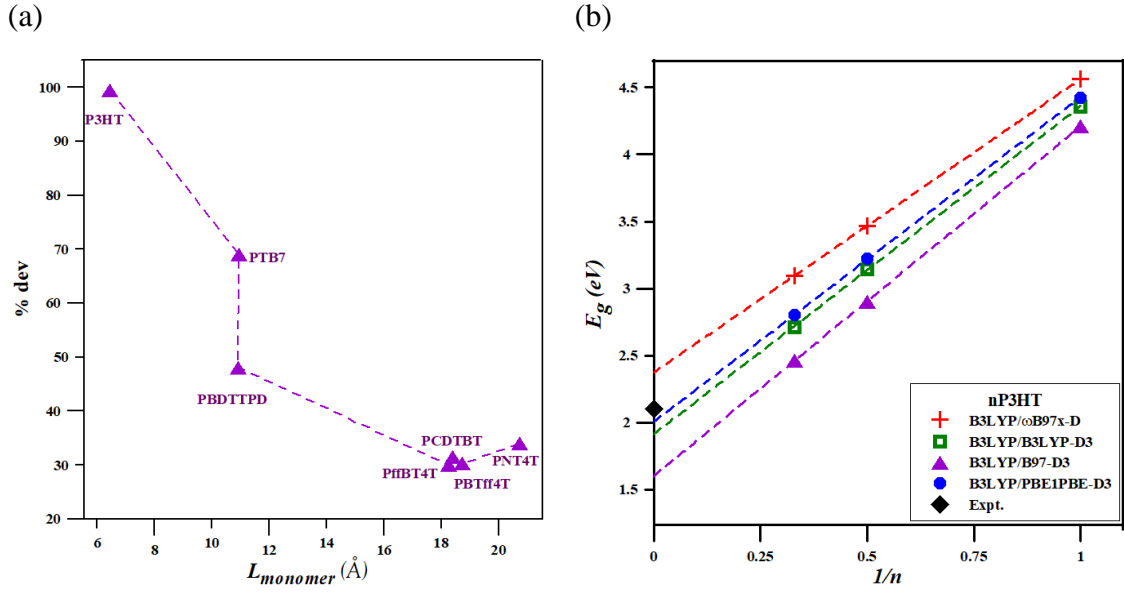 (a)
(b)
% dev
100
90
80
70
60
50
40
30
20
P3HT
PTB7
PBDTTPD
PCDTBT
PffBT4T
PBTff4T
PNT4T
6
8
10
12
14
16
18
20
L_monomer (Å)
E_g (eV)
4.5
4
3.5
3
2.5
2
1.5
nP3HT
B3LYP/ωB97x-D
B3LYP/B3LYP-D3
B3LYP/B97-D3
B3LYP/PBE1PBE-D3
Expt.
0
0.25
0.5
0.75
1
1/n